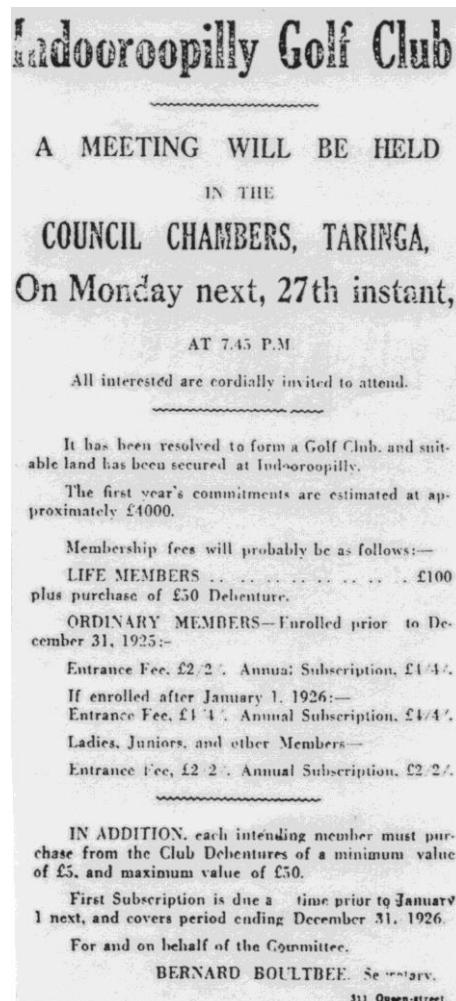 Indooroopilly Golf Club
A MEETING WILL BE HELD
IN THE
COUNCIL CHAMBERS, TARINGA,
On Monday next, 27th instant,
AT 7.45 P.M
All interested are cordially invited to attend.
It has been resolved to form a Golf Club, and suit-
able land has been secured at Indooroopilly.
The first year's commitments are estimated at ap-
proximately £4000.
Membership fees will probably be as follows:—
LIFE MEMBERS .. .. .. .. .. .. .. .. £100
plus purchase of £50 Debenture.
ORDINARY MEMBERS—Enrolled prior to De-
cember 31, 1925:-
Entrance Fee, £2/2/. Annual Subscription, £4/4/.
If enrolled after January 1, 1926:—
Entrance Fee, £4/4/. Annual Subscription, £4/4/.
Ladies, Juniors, and other Members—
Entrance Fee, £2/2/. Annual Subscription, £2/2/.
IN ADDITION, each intending member must pur-
chase from the Club Debentures of a minimum value
of £5, and maximum value of £50.
First Subscription is due a time prior to January
1 next, and covers period ending December 31, 1926.
For and on behalf of the Committee.
BERNARD BOULTBEE, Secretary.
311 Queen-street.